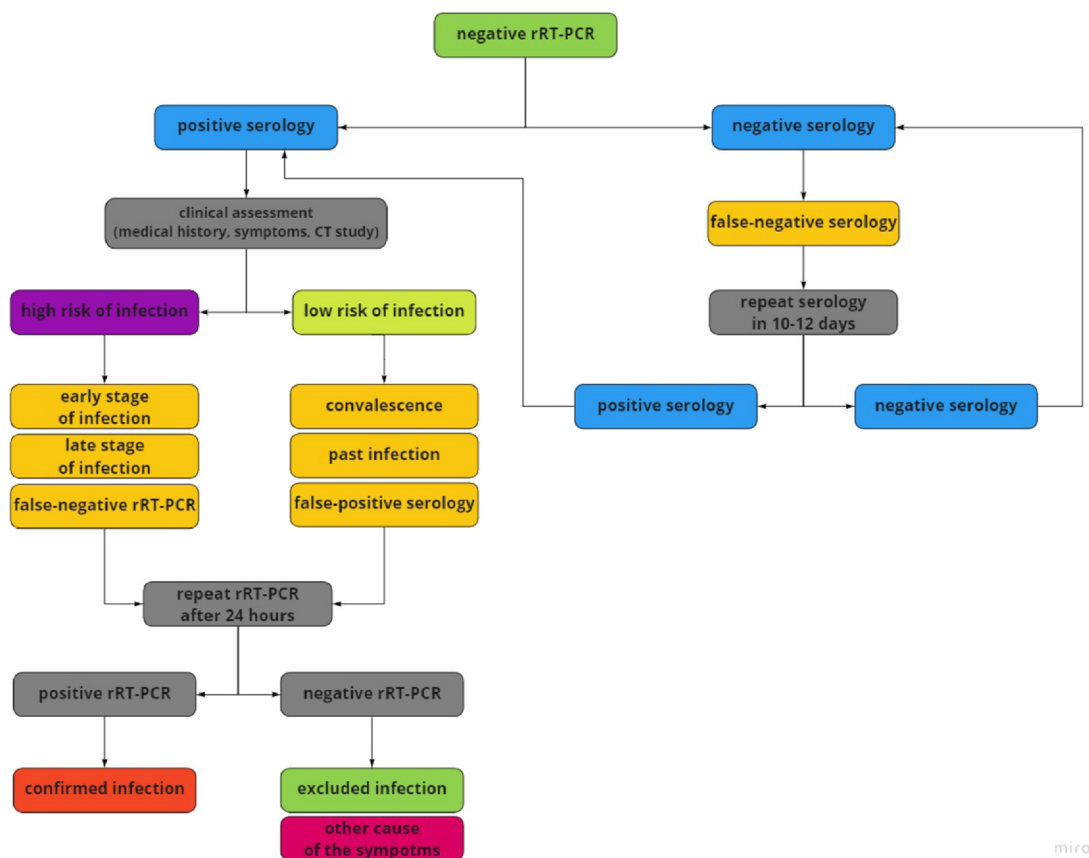 negative rRT-PCR
positive serology
negative serology
clinical assessment
(medical history, symptoms, CT study)
false-negative serology
high risk of infection
low risk of infection
repeat serology
in 10-12 days
early stage
of infection
convalescence
positive serology
negative serology
late stage
of infection
past infection
false-negative rRT-PCR
false-positive serology
repeat rRT-PCR
after 24 hours
positive rRT-PCR
negative rRT-PCR
confirmed infection
excluded infection
other cause
of the sympotms
miro